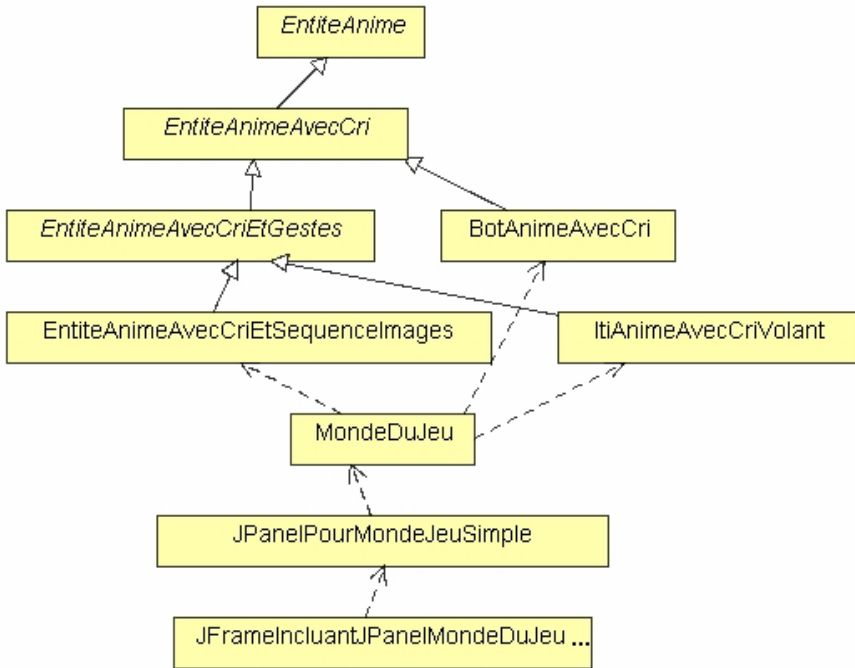 EntiteAnime
EntiteAnimeAvecCri
EntiteAnimeAvecCriEtGestes
BotAnimeAvecCri
EntiteAnimeAvecCriEtSequenceImages
ItiAnimeAvecCriVolant
MondeDuJeu
JPanelPourMondeJeuSimple
JFrameIncluantJPanelMondeDuJeu ...